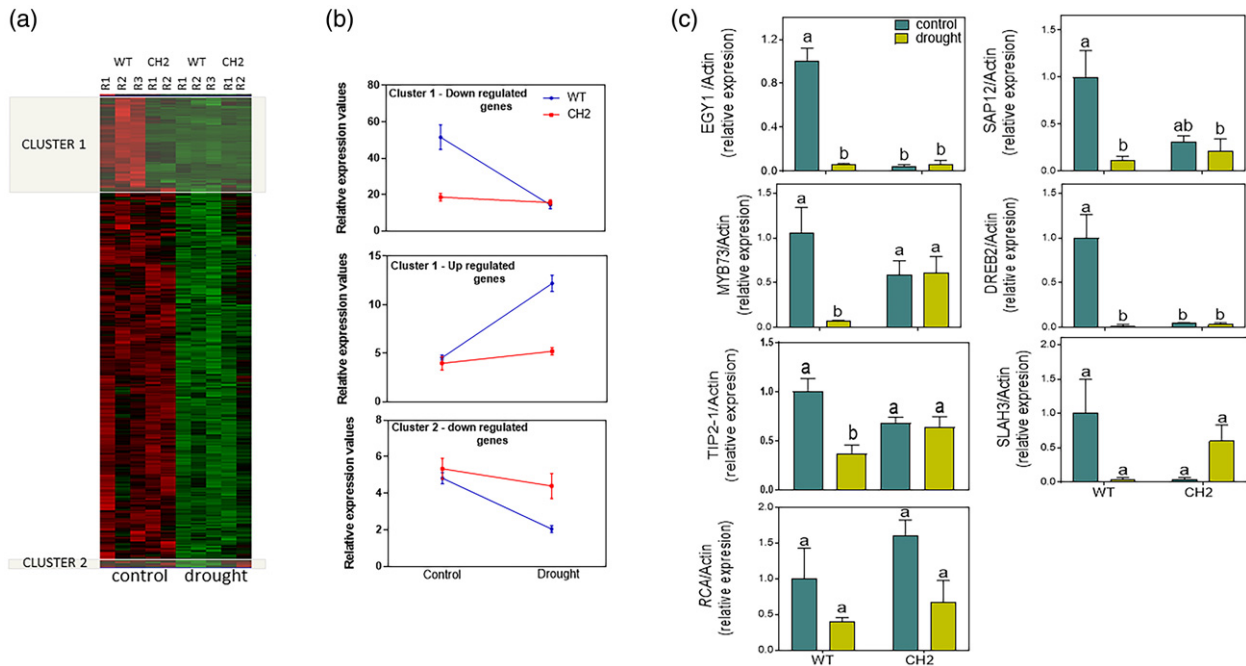 (a)
WT CH2 WT CH2
R1 R2 R3 R1 R2 R1 R2 R3 R1 R2
CLUSTER 1
CLUSTER 2
control drought
(b)
Relative expression values
80
60
40
20
0
Cluster 1 - Down regulated
genes
WT
CH2
Relative expression values
15
10
5
0
Cluster 1 - Up regulated
genes
Relative expression values
8
6
4
2
0
Cluster 2 - down regulated
genes
Control Drought
(c)
control
drought
EGY1 /Actin
(relative expresion)
1.2
0.8
0.4
0.0
a b b b
SAP12/Actin
(relative expresion)
1.5
1.0
0.5
0.0
a b ab b
MYB73/Actin
(relative expresion)
1.5
1.0
0.5
0.0
a b a a
DREB2/Actin
(relative expresion)
1.5
1.0
0.5
0.0
a b b b
TIP2-1/Actin
(relative expresion)
1.5
1.0
0.5
0.0
a b a a
SLAH3/Actin
(relative expresion)
2.0
1.5
1.0
0.5
0.0
a a a a
WT CH2
RCA/Actin
(relative expresion)
2.0
1.5
1.0
0.5
0.0
a a a a
WT CH2